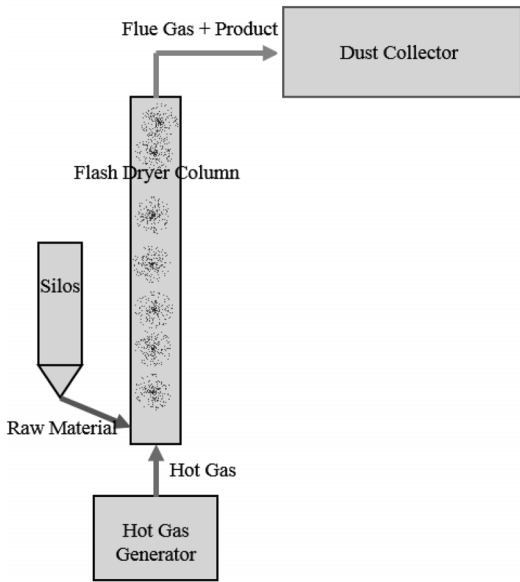 Flue Gas + Product
Dust Collector
Flash Dryer Column
Silos
Raw Material
Hot Gas
Hot Gas
Generator